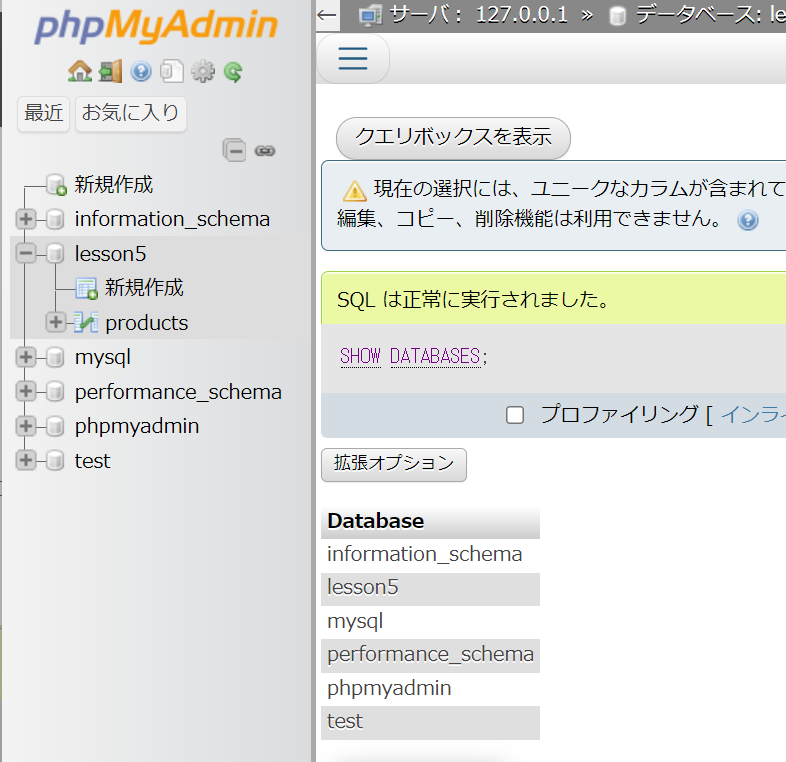 phpMyAdmin
最近 お気に入り
新規作成
information_schema
lesson5
新規作成
products
mysql
performance_schema
phpmyadmin
test
← サーバ: 127.0.0.1 » データベース: le
クエリボックスを表示
現在の選択には、ユニークなカラムが含まれて
編集、コピー、削除機能は利用できません。
SQL は正常に実行されました。
SHOW DATABASES;
プロファイリング [ インライ
拡張オプション
Database
information_schema
lesson5
mysql
performance_schema
phpmyadmin
test